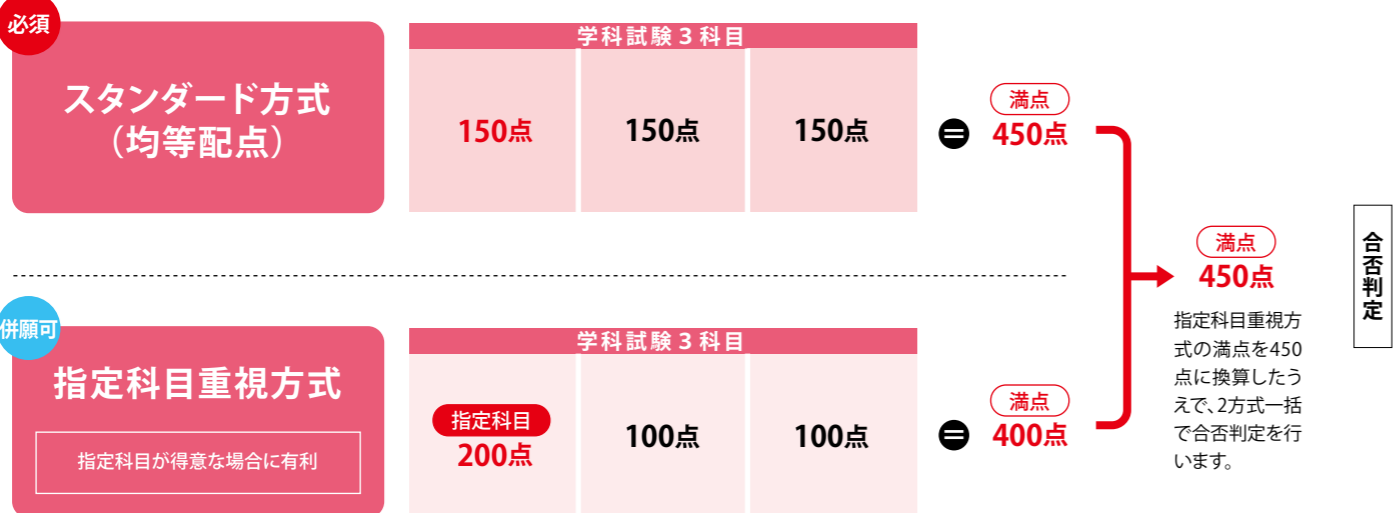 必須
スタンダード方式
（均等配点）
学科試験3科目
150点
150点
150点
=
満点
450点
併願可
指定科目重視方式
指定科目が得意な場合に有利
学科試験3科目
指定科目
200点
100点
100点
=
満点
400点
満点
450点
指定科目重視方
式の満点を450
点に換算したう
えで、2方式一括
で合否判定を行
います。
合否判定